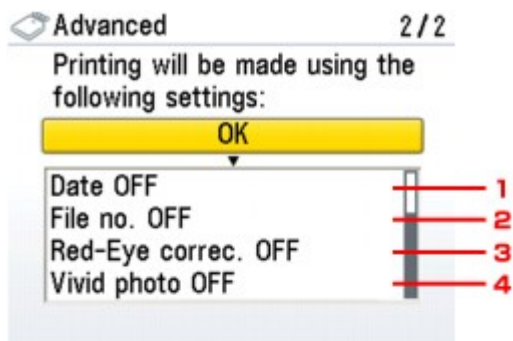 Advanced 2/2
Printing will be made using the
following settings:
OK
Date OFF 1
File no. OFF 2
Red-Eye correc. OFF 3
Vivid photo OFF 4